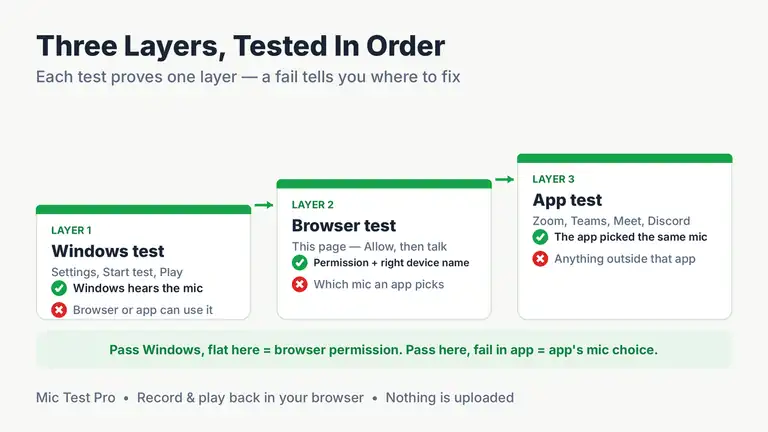 Three Layers, Tested In Order
Each test proves one layer — a fail tells you where to fix
LAYER 1
Windows test
Settings, Start test, Play
Windows hears the mic
Browser or app can use it
LAYER 2
Browser test
This page — Allow, then talk
Permission + right device name
Which mic an app picks
LAYER 3
App test
Zoom, Teams, Meet, Discord
The app picked the same mic
Anything outside that app
Pass Windows, flat here = browser permission. Pass here, fail in app = app's mic choice.
Mic Test Pro • Record & play back in your browser • Nothing is uploaded